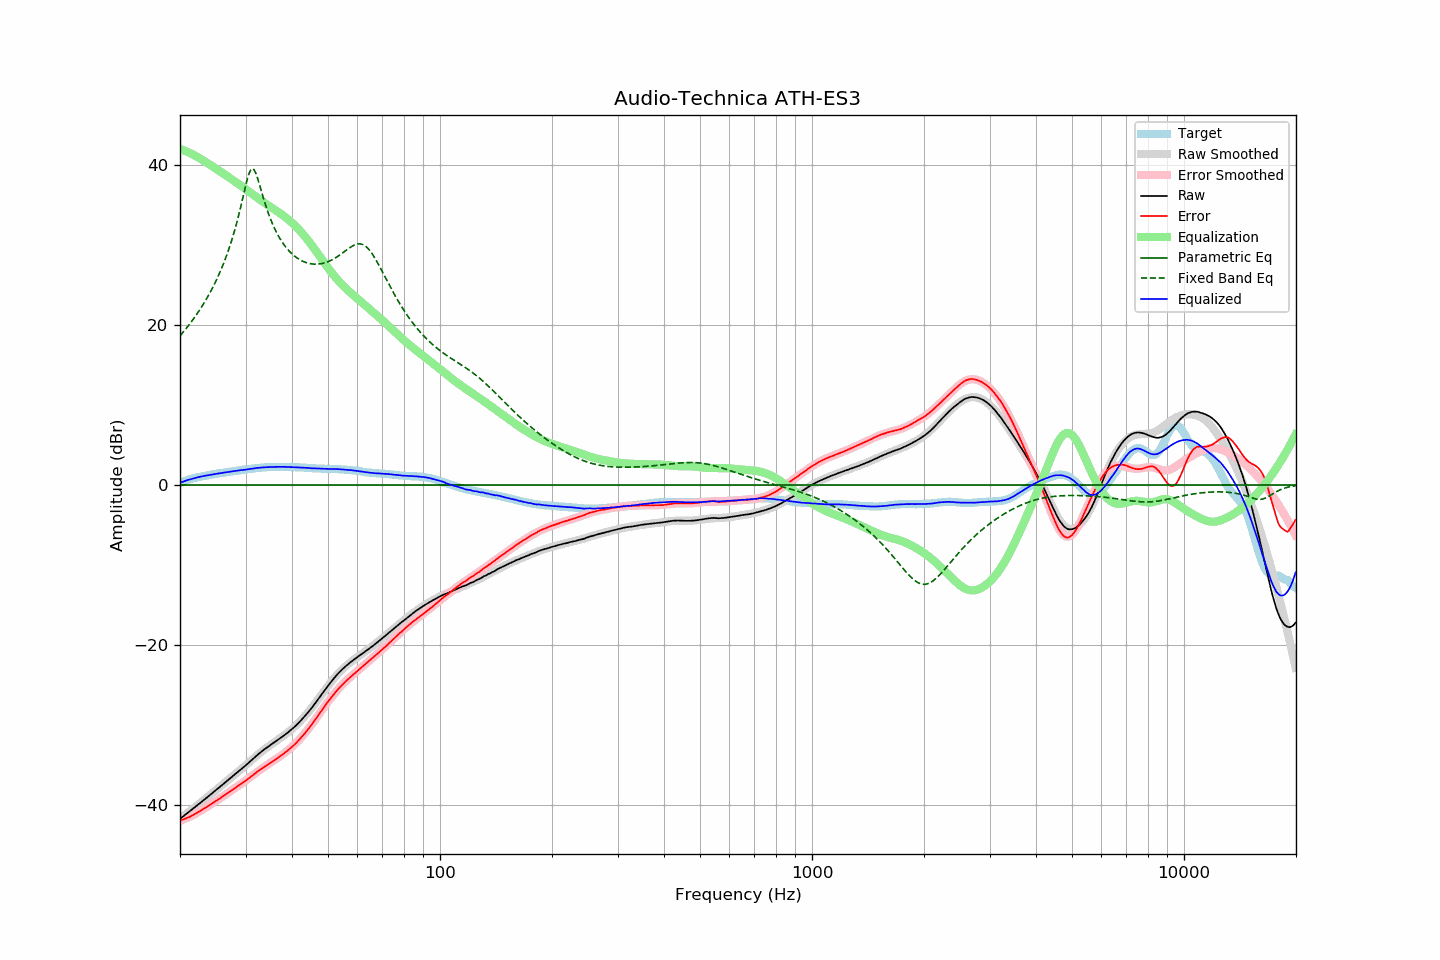 Audio-Technica ATH-ES3
Target
Raw Smoothed
Error Smoothed
Raw
Error
Equalization
Parametric Eq
Fixed Band Eq
Equalized
40
20
0
−20
−40
Amplitude (dBr)
100
1000
10000
Frequency (Hz)